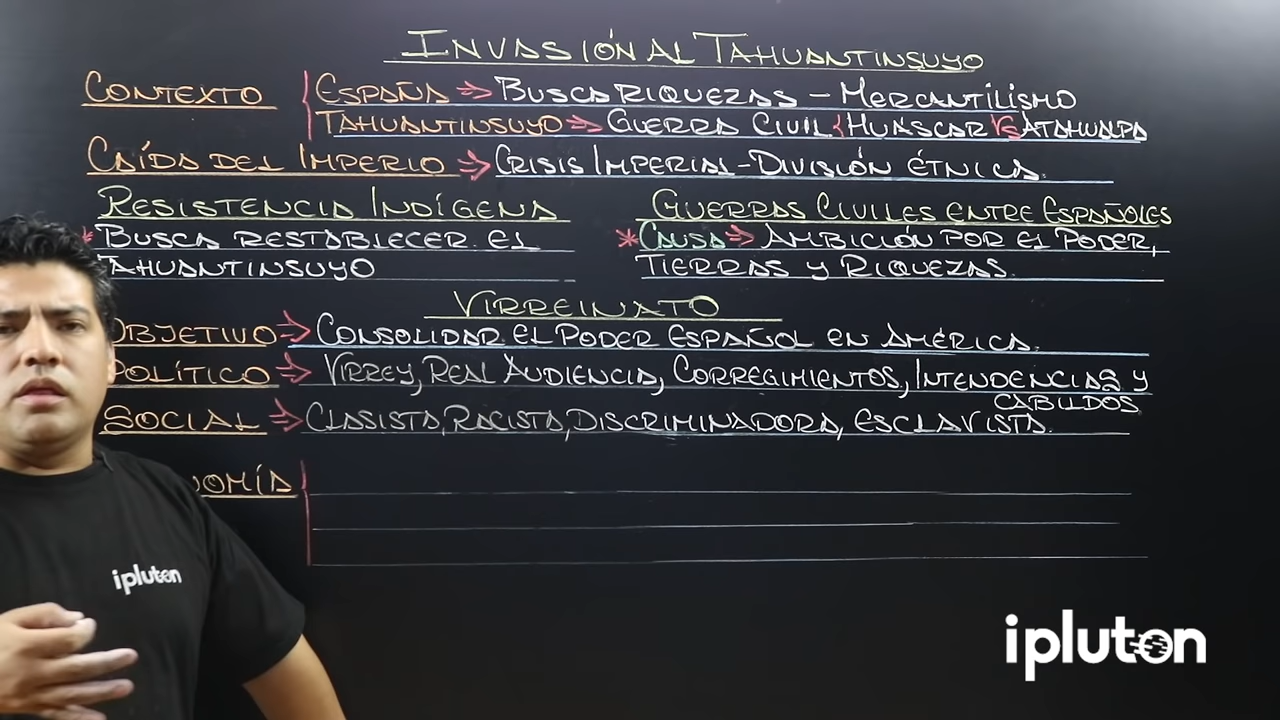 INVASIÓN AL TAHUANTINSUYO
CONTEXTO
ESPAÑA => BUSCA RIQUEZAS - MERCANTILISMO
TAHUANTINSUYO => GUERRA CIVIL { HUÁSCAR VS ATAHUALPA
CAÍDA DEL IMPERIO => CRISIS IMPERIAL - DIVISIÓN ÉTNICA.
RESISTENCIA INDÍGENA
* BUSCA RESTABLECER EL
TAHUANTINSUYO
GUERRAS CIVILES ENTRE ESPAÑOLES
* CAUSA => AMBICIÓN POR EL PODER,
TIERRAS Y RIQUEZAS.
VIRREINATO
OBJETIVO => CONSOLIDAR EL PODER ESPAÑOL EN AMÉRICA.
POLÍTICO => VIRREY, REAL AUDIENCIA, CORREGIMIENTOS, INTENDENCIAS Y
CABILDOS.
SOCIAL => CLASISTA, RACISTA, DISCRIMINADORA, ESCLAVISTA.
NOMÍA
ipluton
ipluton